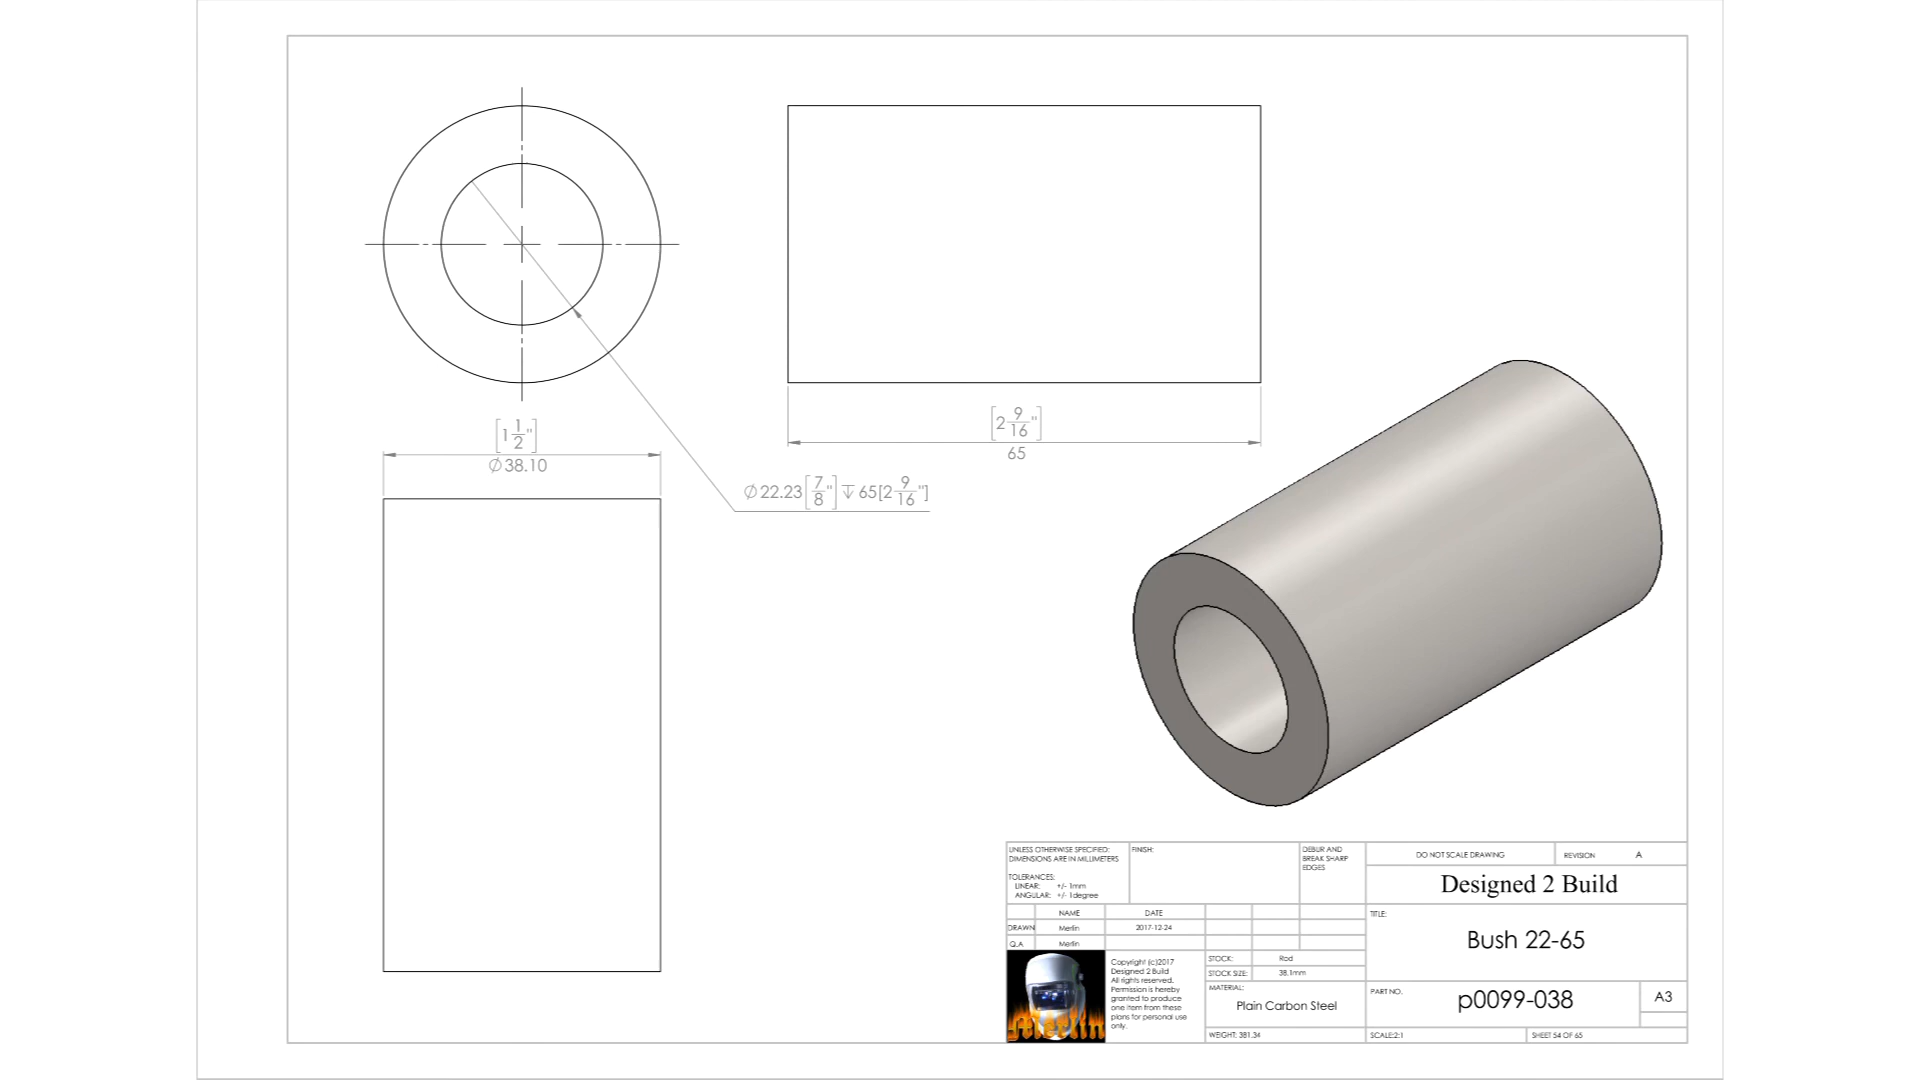 [1 1/2"]
∅38.10
[2 9/16"]
65
∅22.23[7/8"]↧65[2 9/16"]
UNLESS OTHERWISE SPECIFIED:
DIMENSIONS ARE IN MILLIMETERS
TOLERANCES:
LINEAR: +/- 1mm
ANGULAR: +/- 1degree
FINISH:
DEBUR AND
BREAK SHARP
EDGES
DO NOT SCALE DRAWING
REVISION A
Designed 2 Build
NAME DATE
DRAWN Merlin 2017-12-24
Q.A Merlin
TITLE:
Bush 22-65
Merlin
Copyright (c)2017
Designed 2 Build
All rights reserved.
Permission is hereby
granted to produce
one item from these
plans for personal use
only.
STOCK: Rod
STOCK SIZE: 38.1mm
MATERIAL:
Plain Carbon Steel
WEIGHT: 381.34
PART NO.
p0099-038
A3
SCALE:2:1
SHEET 54 OF 65